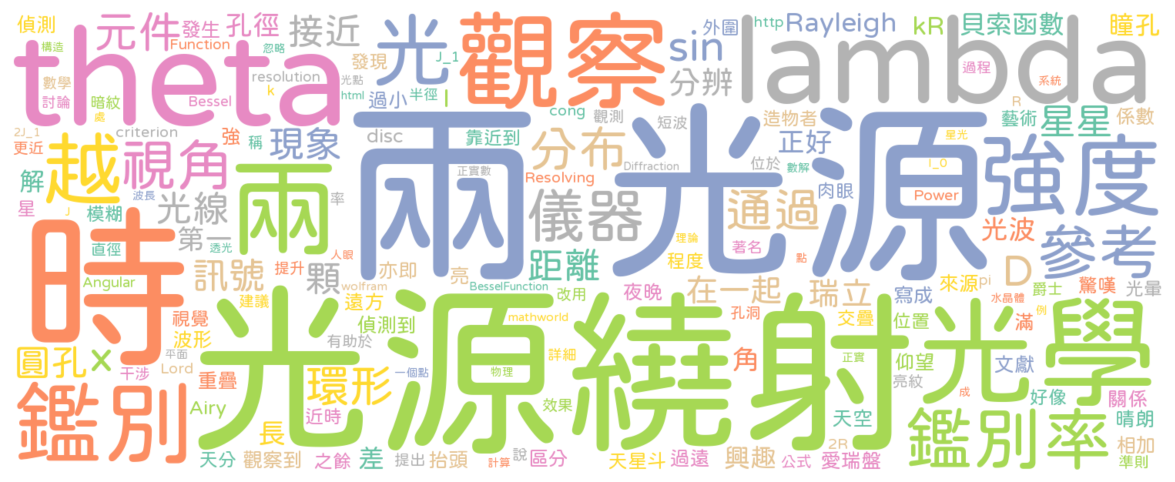 偵測 元件 發生 孔徑 接近 光 觀察 外圍 http Rayleigh kR 貝索函數 瞳孔
構造 Function 忽略 發現 J_1 sin lambda 過程 系統
theta resolution 光點 分辨
數學 討論 暗紋 Bessel k html 過小 半徑 l cong 觀測 短波 造物者 R 藝術 星星 係數
2J_1 處 criterion 強 稱 disc 靠近到 正好 星光
更近 越 視角 現象 兩光源 分布 Resolving Diffraction 位於 I_0 數解 強度
解 星 模糊 波長 兩 率 正實數 儀器 通過 肉眼 Power 光波 參考
時 光線 第一 J 理論 著名 點
直徑 透光 人眼 距離 程度 D
Angular 訊號 提升 顆 亦即 亮 BesselFunction 在一起 瑞立 寫成 來源 pi 爵士 驚嘆 光暈
建議 wolfram 遠方 改用 夜晚 水晶體 例
視覺 波形 偵測到 mathworld 孔洞 交疊 位置 滿
圓孔 x 平面 干涉 Lord 重疊 環形 有助於 詳細 一個點 物理 光源繞射 角 正實 仰望 光學 文獻
鑑別 Airy 近時 效果 天空 亮紋 成 好像 關係 晴朗
鑑別率 2R 相加
天分 觀察到 長 之餘 差 提出 抬頭 計算 說 區分 天星斗 過遠 興趣 公式 愛瑞盤 準則